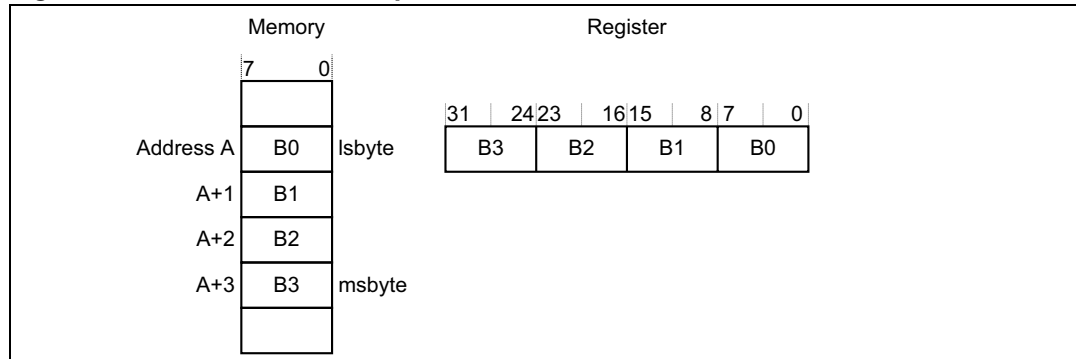 Memory Register
7 0
31 24 23 16 15 8 7 0
Address A B0 lsbyte B3 B2 B1 B0
A+1 B1
A+2 B2
A+3 B3 msbyte